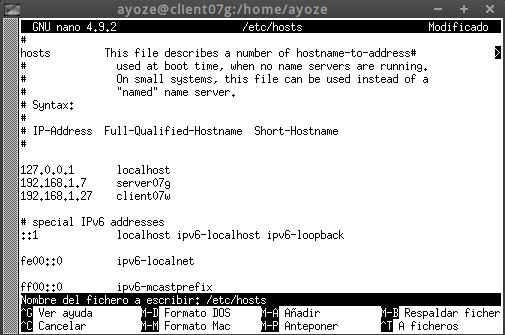 ayoze@client07g:/home/ayoze
GNU nano 4.9.2 /etc/hosts Modificado
#
hosts This file describes a number of hostname-to-address#>
# used at boot time, when no name servers are running.
# On small systems, this file can be used instead of a
# "named" name server.
# Syntax:
#
# IP-Address Full-Qualified-Hostname Short-Hostname
#
127.0.0.1 localhost
192.168.1.7 server07g
192.168.1.27 client07w
# special IPv6 addresses
::1 localhost ipv6-localhost ipv6-loopback
fe00::0 ipv6-localnet
ff00::0 ipv6-mcastprefix
Nombre del fichero a escribir: /etc/hosts
^G Ver ayuda M-D Formato DOS M-A Añadir M-B Respaldar ficher
^C Cancelar M-M Formato Mac M-P Anteponer ^T A ficheros